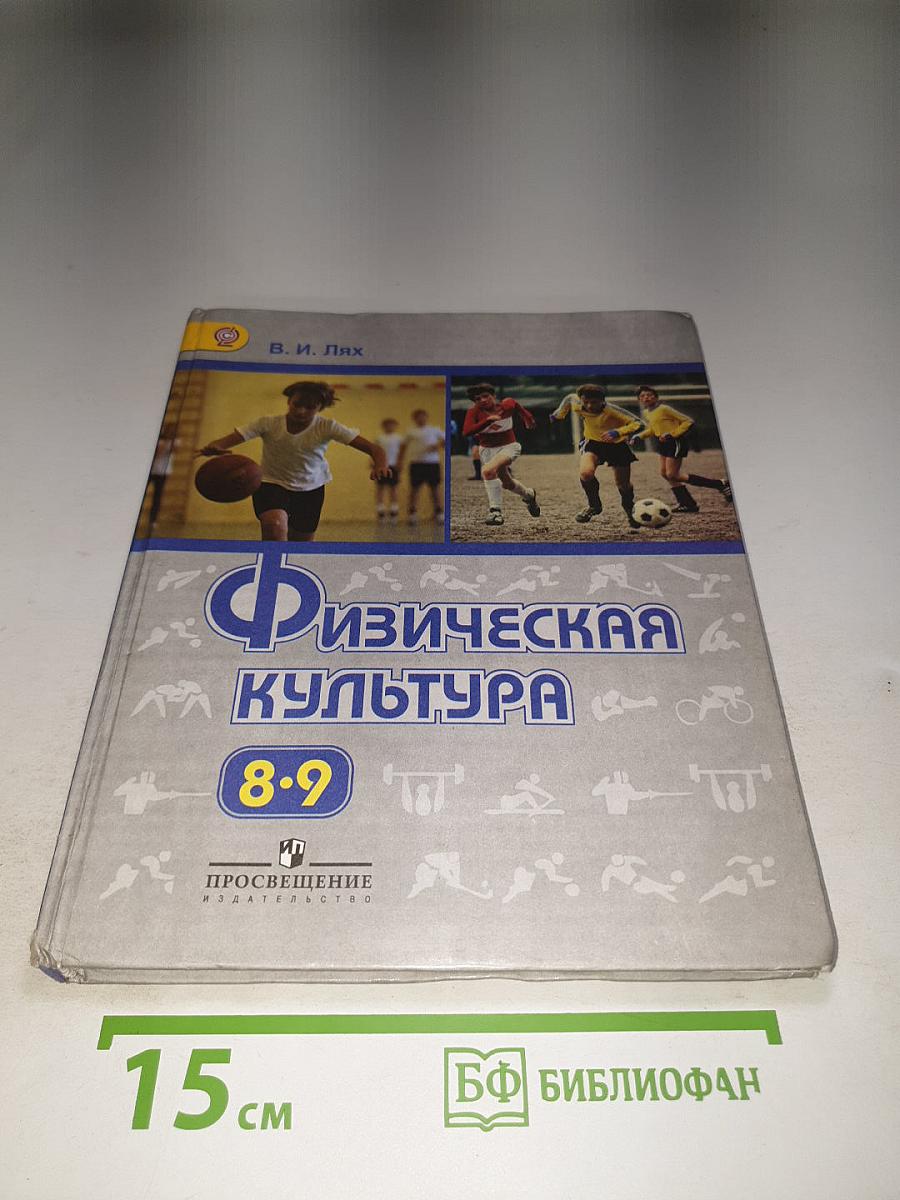 В. И. Лях
ФИЗИЧЕСКАЯ
КУЛЬТУРА
8•9
ПРОСВЕЩЕНИЕ
ИЗДАТЕЛЬСТВО
15 см
БФ БИБЛИОФАН